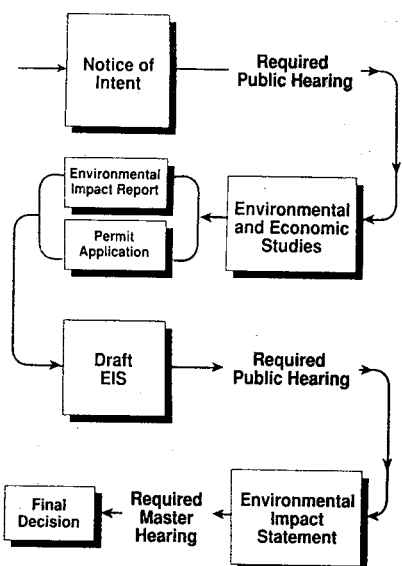 Notice of
Intent
Required
Public Hearing
Environmental
and Economic
Studies
Environmental
Impact Report
Permit
Application
Draft
EIS
Required
Public Hearing
Environmental
Impact
Statement
Required
Master
Hearing
Final
Decision